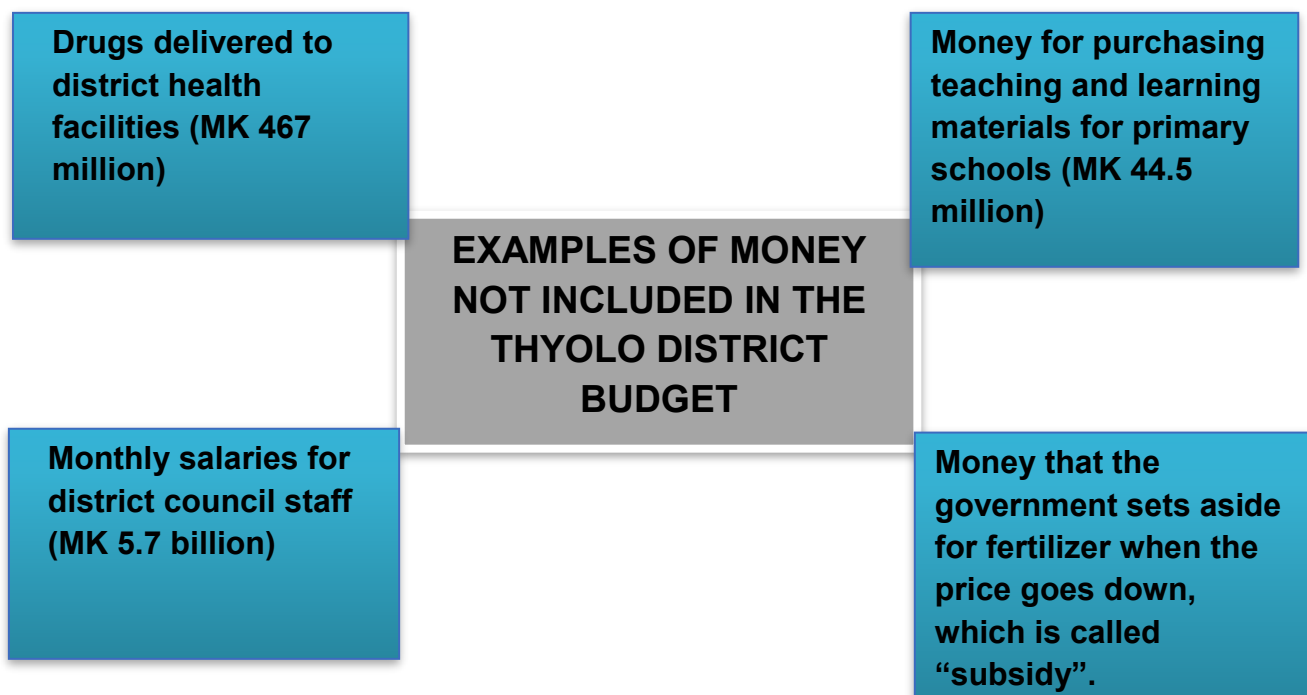 Drugs delivered to
district health
facilities (MK 467
million)
Money for purchasing
teaching and learning
materials for primary
schools (MK 44.5
million)
EXAMPLES OF MONEY
NOT INCLUDED IN THE
THYOLO DISTRICT
BUDGET
Monthly salaries for
district council staff
(MK 5.7 billion)
Money that the
government sets aside
for fertilizer when the
price goes down,
which is called
“subsidy”.